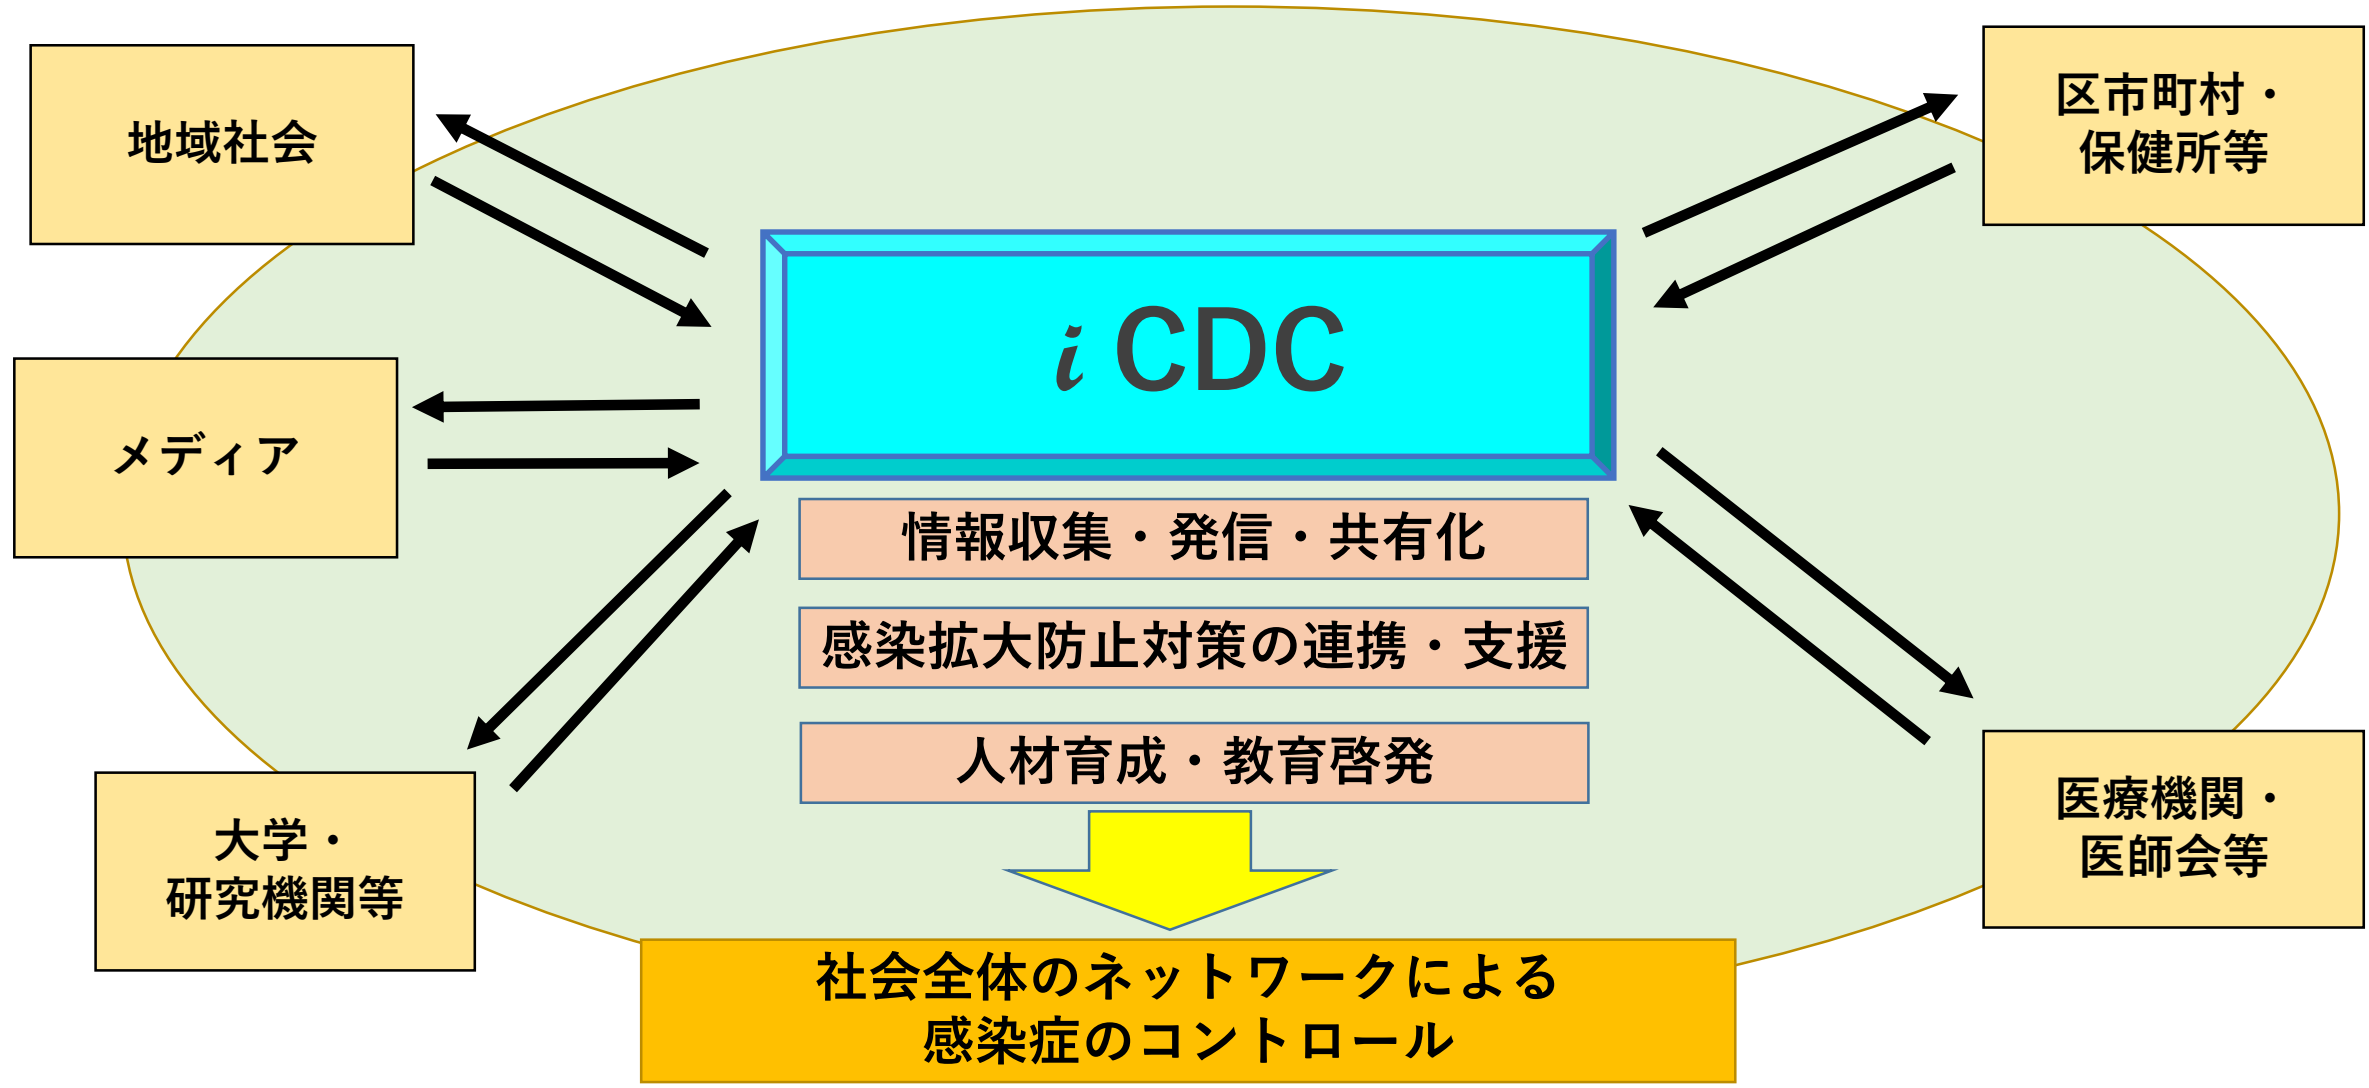 地域社会
区市町村・
保健所等
i CDC
メディア
情報収集・発信・共有化
感染拡大防止対策の連携・支援
人材育成・教育啓発
大学・
研究機関等
医療機関・
医師会等
社会全体のネットワークによる
感染症のコントロール